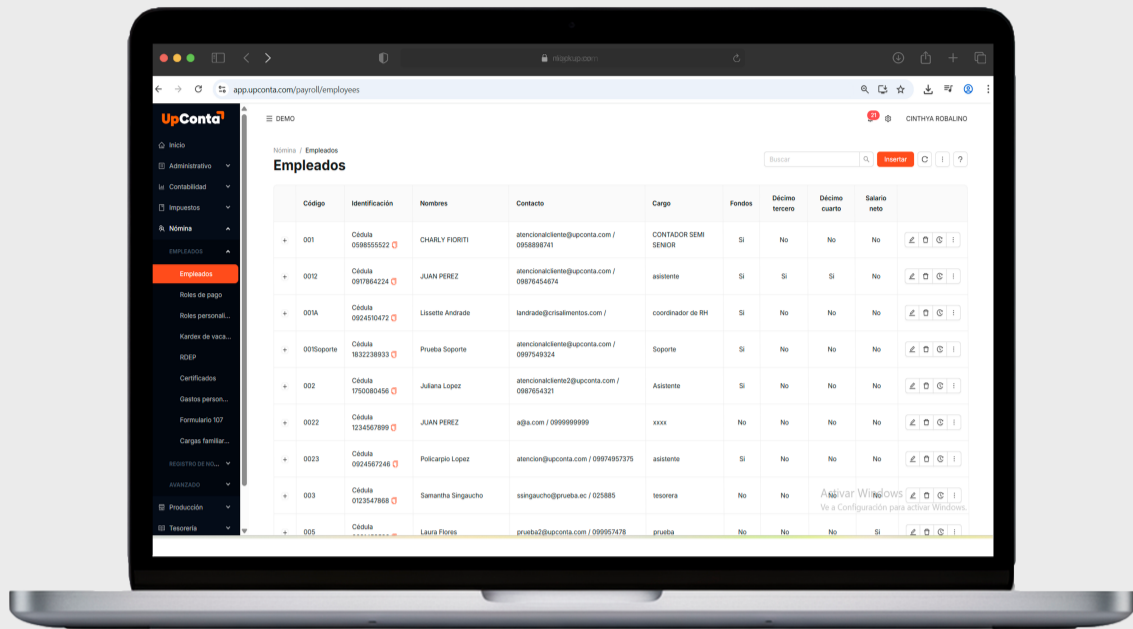 app.upconta.com/payroll/employees
UpConta
DEMO
21
CINTHYA ROBALINO
Inicio
Administrativo
Contabilidad
Impuestos
Nómina
EMPLEADOS
Empleados
Roles de pago
Roles personali...
Kardex de vaca...
RDEP
Certificados
Gastos person...
Formulario 107
Cargas familiar...
REGISTRO DE NO...
AVANZADO
Producción
Tesorería
Nómina / Empleados
Empleados
Buscar
Insertar
?
Código Identificación Nombres Contacto Cargo Fondos Décimo tercero Décimo cuarto Salario neto
+ 001 Cédula 0598555522 CHARLY FIORITI atencionalcliente@upconta.com / 0958898741 CONTADOR SEMI SENIOR Si No No No
+ 0012 Cédula 0917864224 JUAN PEREZ atencionalcliente@upconta.com / 09876454674 asistente Si Si Si No
+ 001A Cédula 0924510472 Lissette Andrade landrade@crisalimentos.com / coordinador de RH Si No No No
+ 001Soporte Cédula 1832238933 Prueba Soporte atencionalcliente@upconta.com / 0997549324 Soporte Si No No No
+ 002 Cédula 1750080456 Juliana Lopez atencionalcliente2@upconta.com / 0987654321 Asistente Si No No No
+ 0022 Cédula 1234567899 JUAN PEREZ a@a.com / 0999999999 xxxx No No No No
+ 0023 Cédula 0924567246 Policarpio Lopez atencion@upconta.com / 09974957375 asistente Si No No No
+ 003 Cédula 0123547868 Samantha Singaucho ssingaucho@prueba.ec / 025885 tesorera No No No No
+ 005 Cédula Laura Flores prueba2@upconta.com / 099957478 prueba No No No Si
Activar Windows
Ve a Configuración para activar Windows.